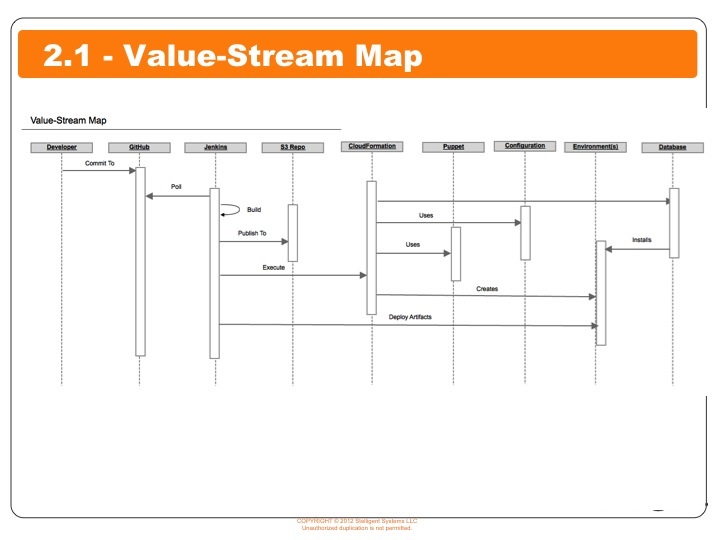 2.1 - Value-Stream Map
Value-Stream Map
Developer
GitHub
Jenkins
S3 Repo
CloudFormation
Puppet
Configuration
Environment(s)
Database
Commit To
Poll
Build
Uses
Publish To
Uses
Installs
Execute
Creates
Deploy Artifacts
COPYRIGHT © 2012 Stelligent Systems LLC
Unauthorized duplication is not permitted.